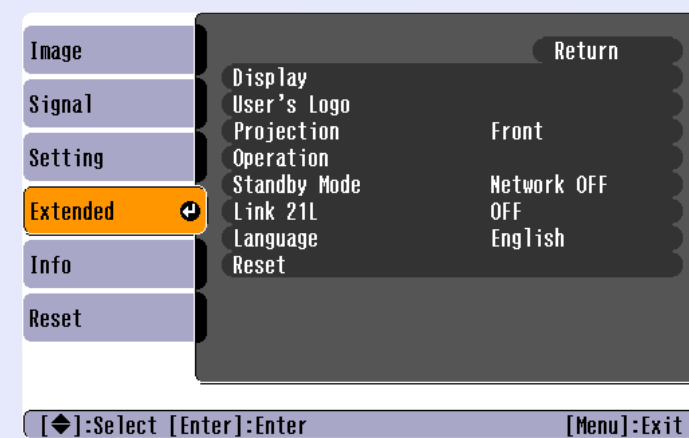 Image
Signal
Setting
Extended
Info
Reset
Return
Display
User's Logo
Projection Front
Operation
Standby Mode Network OFF
Link 21L OFF
Language English
Reset
[◆]:Select [Enter]:Enter [Menu]:Exit